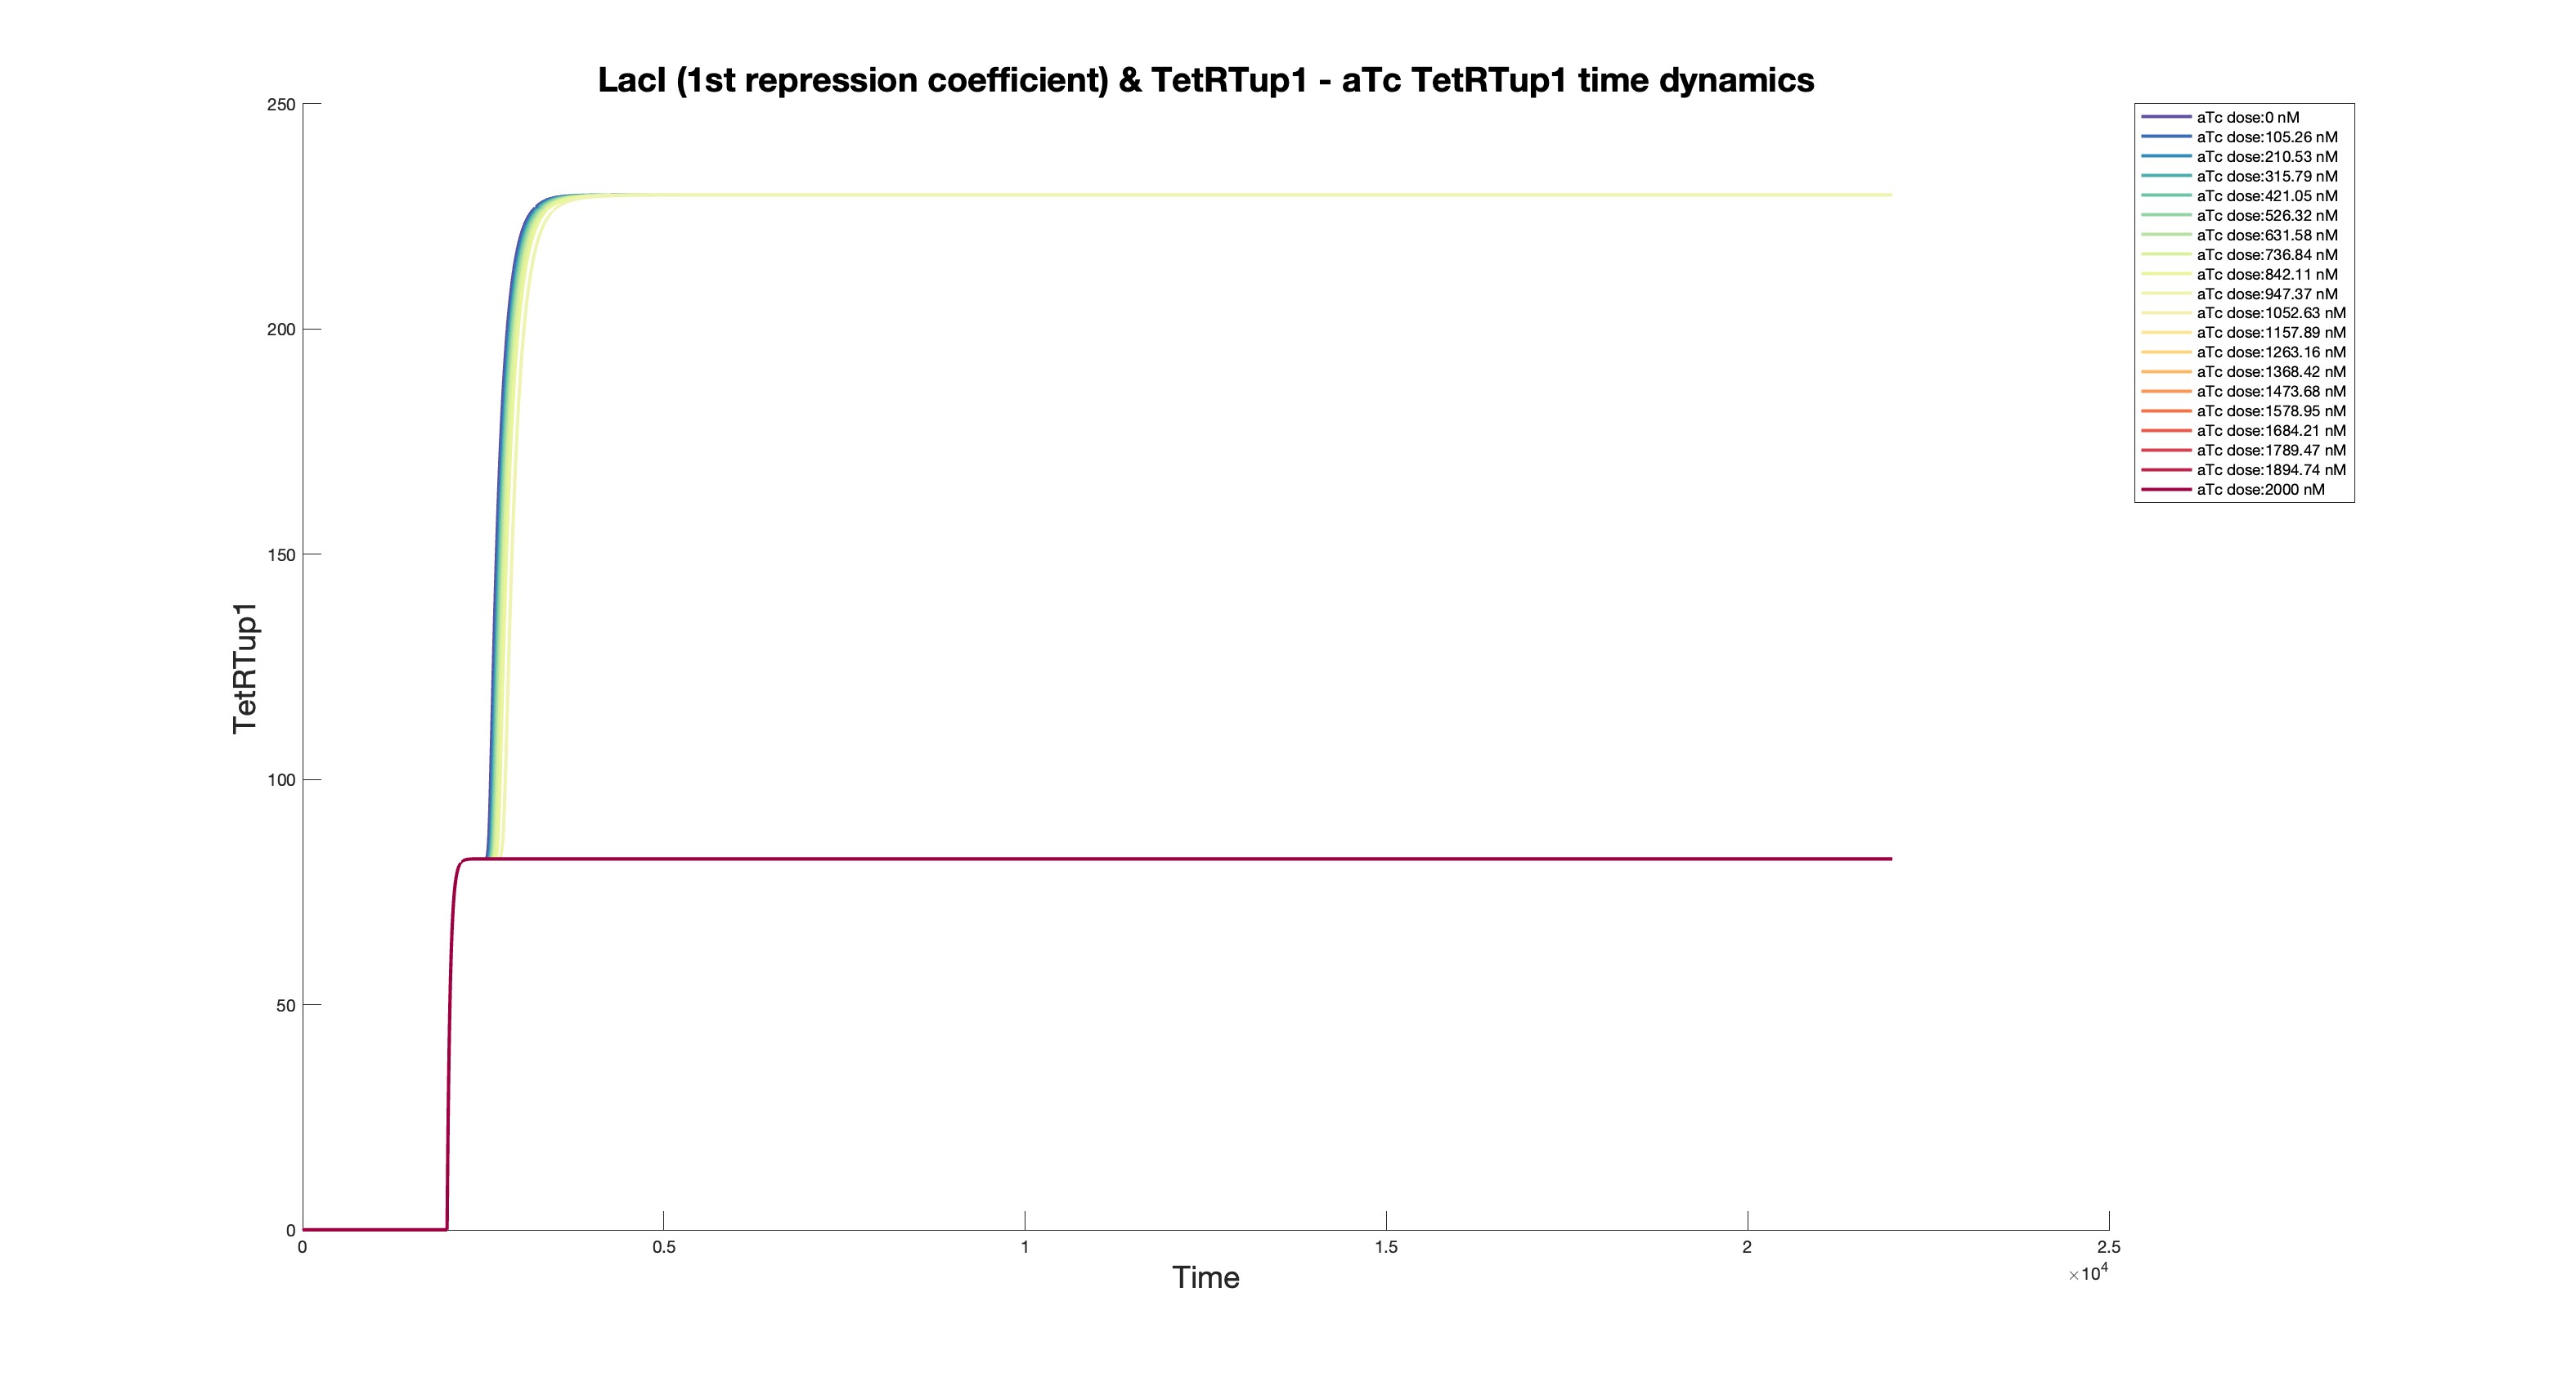 LacI (1st repression coefficient) & TetRTup1 - aTc TetRTup1 time dynamics
250
200
150
100
50
0
TetRTup1
0
0.5
1
1.5
2
2.5
×10^4
Time
aTc dose:0 nM
aTc dose:105.26 nM
aTc dose:210.53 nM
aTc dose:315.79 nM
aTc dose:421.05 nM
aTc dose:526.32 nM
aTc dose:631.58 nM
aTc dose:736.84 nM
aTc dose:842.11 nM
aTc dose:947.37 nM
aTc dose:1052.63 nM
aTc dose:1157.89 nM
aTc dose:1263.16 nM
aTc dose:1368.42 nM
aTc dose:1473.68 nM
aTc dose:1578.95 nM
aTc dose:1684.21 nM
aTc dose:1789.47 nM
aTc dose:1894.74 nM
aTc dose:2000 nM